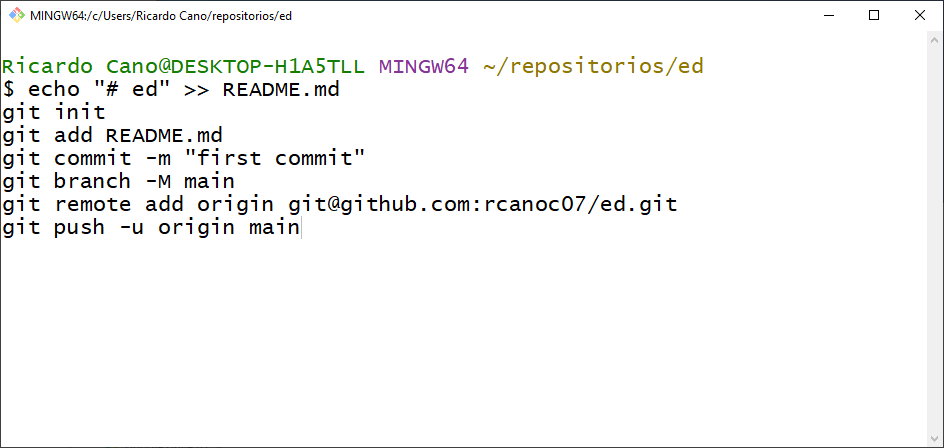 MINGW64:/c/Users/Ricardo Cano/repositorios/ed
Ricardo Cano@DESKTOP-H1A5TLL MINGW64 ~/repositorios/ed
$ echo "# ed" >> README.md
git init
git add README.md
git commit -m "first commit"
git branch -M main
git remote add origin git@github.com:rcanoc07/ed.git
git push -u origin main